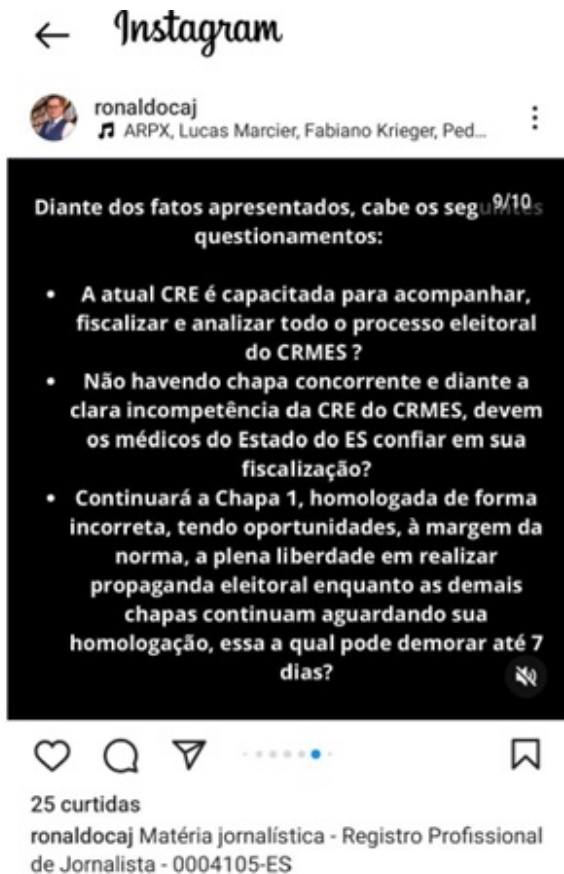 Instagram
ronaldocaj
ARPX, Lucas Marcier, Fabiano Krieger, Ped...
Diante dos fatos apresentados, cabe os seguintes
9/10
questionamentos:
• A atual CRE é capacitada para acompanhar,
fiscalizar e analizar todo o processo eleitoral
do CRMES ?
• Não havendo chapa concorrente e diante a
clara incompetência da CRE do CRMES, devem
os médicos do Estado do ES confiar em sua
fiscalização?
• Continuará a Chapa 1, homologada de forma
incorreta, tendo oportunidades, à margem da
norma, a plena liberdade em realizar
propaganda eleitoral enquanto as demais
chapas continuam aguardando sua
homologação, essa a qual pode demorar até 7
dias?
25 curtidas
ronaldocaj Matéria jornalística - Registro Profissional
de Jornalista - 0004105-ES